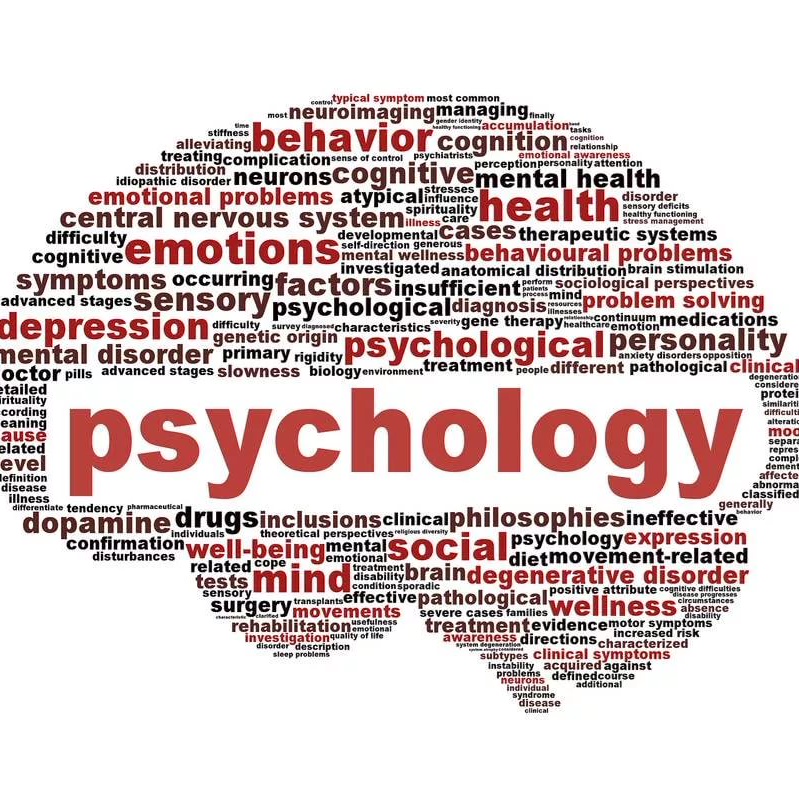 control typical symptom most common
most neuroimaging managing finally
time gender identity
stiffness behavior healthy functioning accumulation tasks
alleviating cognition cognition relationship
treating complication sense of control psychiatrists emotional awareness
distribution perception personality attention
idiopathic disorder neurons cognitive mental health
emotional problems atypical stresses influence health disorder
spirituality sensory deficits
central nervous system illness care healthy functioning stress management
difficulty developmental cases therapeutic systems
cognitive emotions self-direction generous
mental wellness behavioural problems
investigated anatomical distribution brain stimulation
symptoms occurring factors insufficient perform patients process sociological perspectives
advanced stages sensory psychological diagnosis mind problem solving
resources illnesses
depression difficulty survey diagnosed characteristics severity gene therapy healthcare continuum emotion medications
genetic origin
mental disorder primary rigidity psychological personality
anxiety disorders opposition
octor pills advanced stages slowness biology environment treatment people different pathological clinical
etailed degeneratio
considere
irituality protei
cording similariti
eaning difficulti
ause alteratio
moo
elated separa
repres
evel compl
definition dement
disease affecte
illness abnorma
classified
psychology
differentiate tendency pharmaceutical generally
behavior
dopamine drugs inclusions clinical philosophies ineffective
individuals theoretical perspectives religious diversity
confirmation well-being mental social psychology expression
disturbances emotional diet movement-related
related cope treatment
tests mind disability brain degenerative disorder
sensory condition sporadic positive attribute cognitive difficulties
surgery transplants effective pathological disease progresses
circumstances
characteristic clarified movements severe cases families wellness absence
disability
rehabilitation usefulness emotional treatment evidence motor symptoms
investigation quality of life awareness directions increased risk
disorder description system degeneration characterized
sleep problems considered subtypes clinical symptoms
instability acquired against
problems defined course
neurons additional
individual
syndrome
disease
clinical